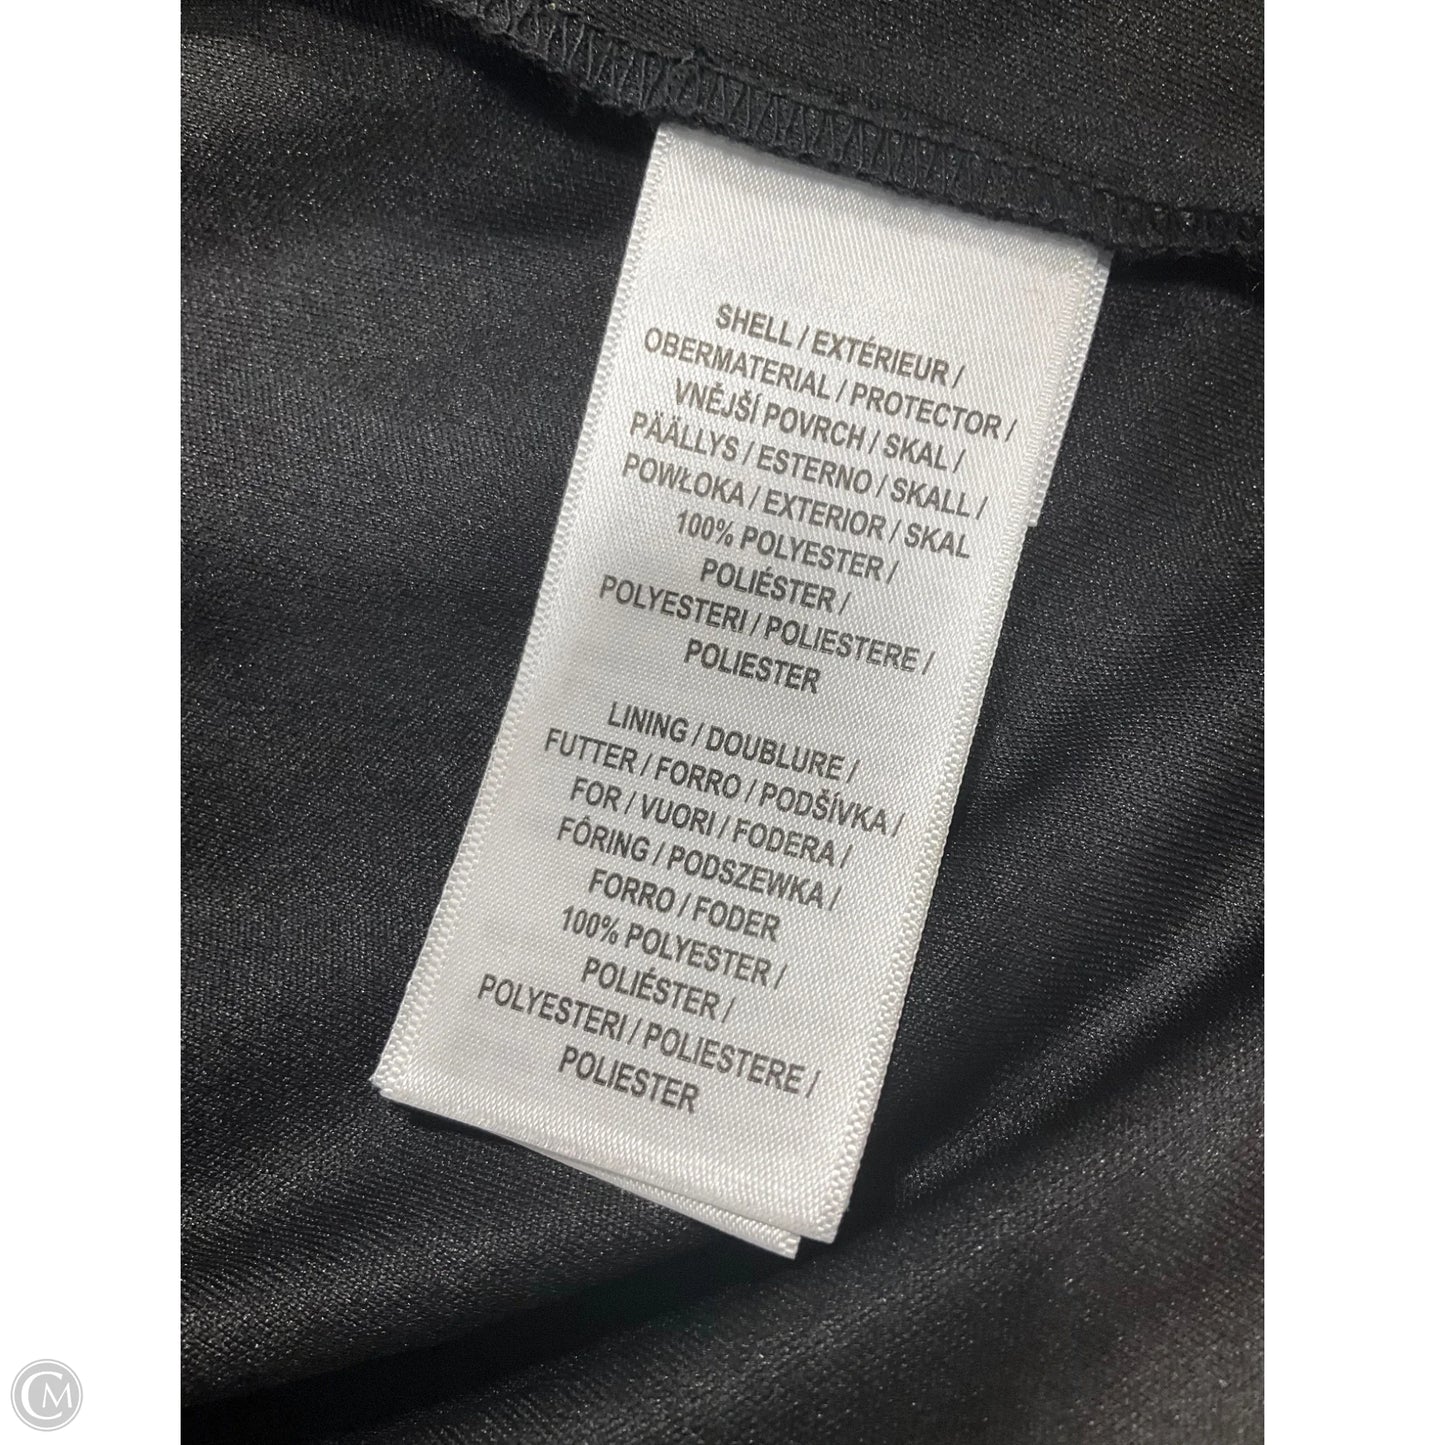 SHELL / EXTÉRIEUR /
OBERMATERIAL / PROTECTOR /
VNĚJŠÍ POVRCH / SKAL /
PÄÄLLYS / ESTERNO / SKALL /
POWŁOKA / EXTERIOR / SKAL
100% POLYESTER /
POLIÉSTER /
POLYESTERI / POLIESTERE /
POLIESTER
LINING / DOUBLURE /
FUTTER / FORRO / PODŠÍVKA /
FOR / VUORI / FODERA /
FÔRING / PODSZEWKA /
FORRO / FODER
100% POLYESTER /
POLIÉSTER /
POLYESTERI / POLIESTERE /
POLIESTER
CM